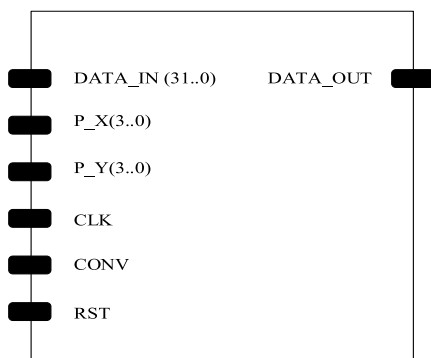 DATA_IN (31..0) DATA_OUT
P_X(3..0)
P_Y(3..0)
CLK
CONV
RST